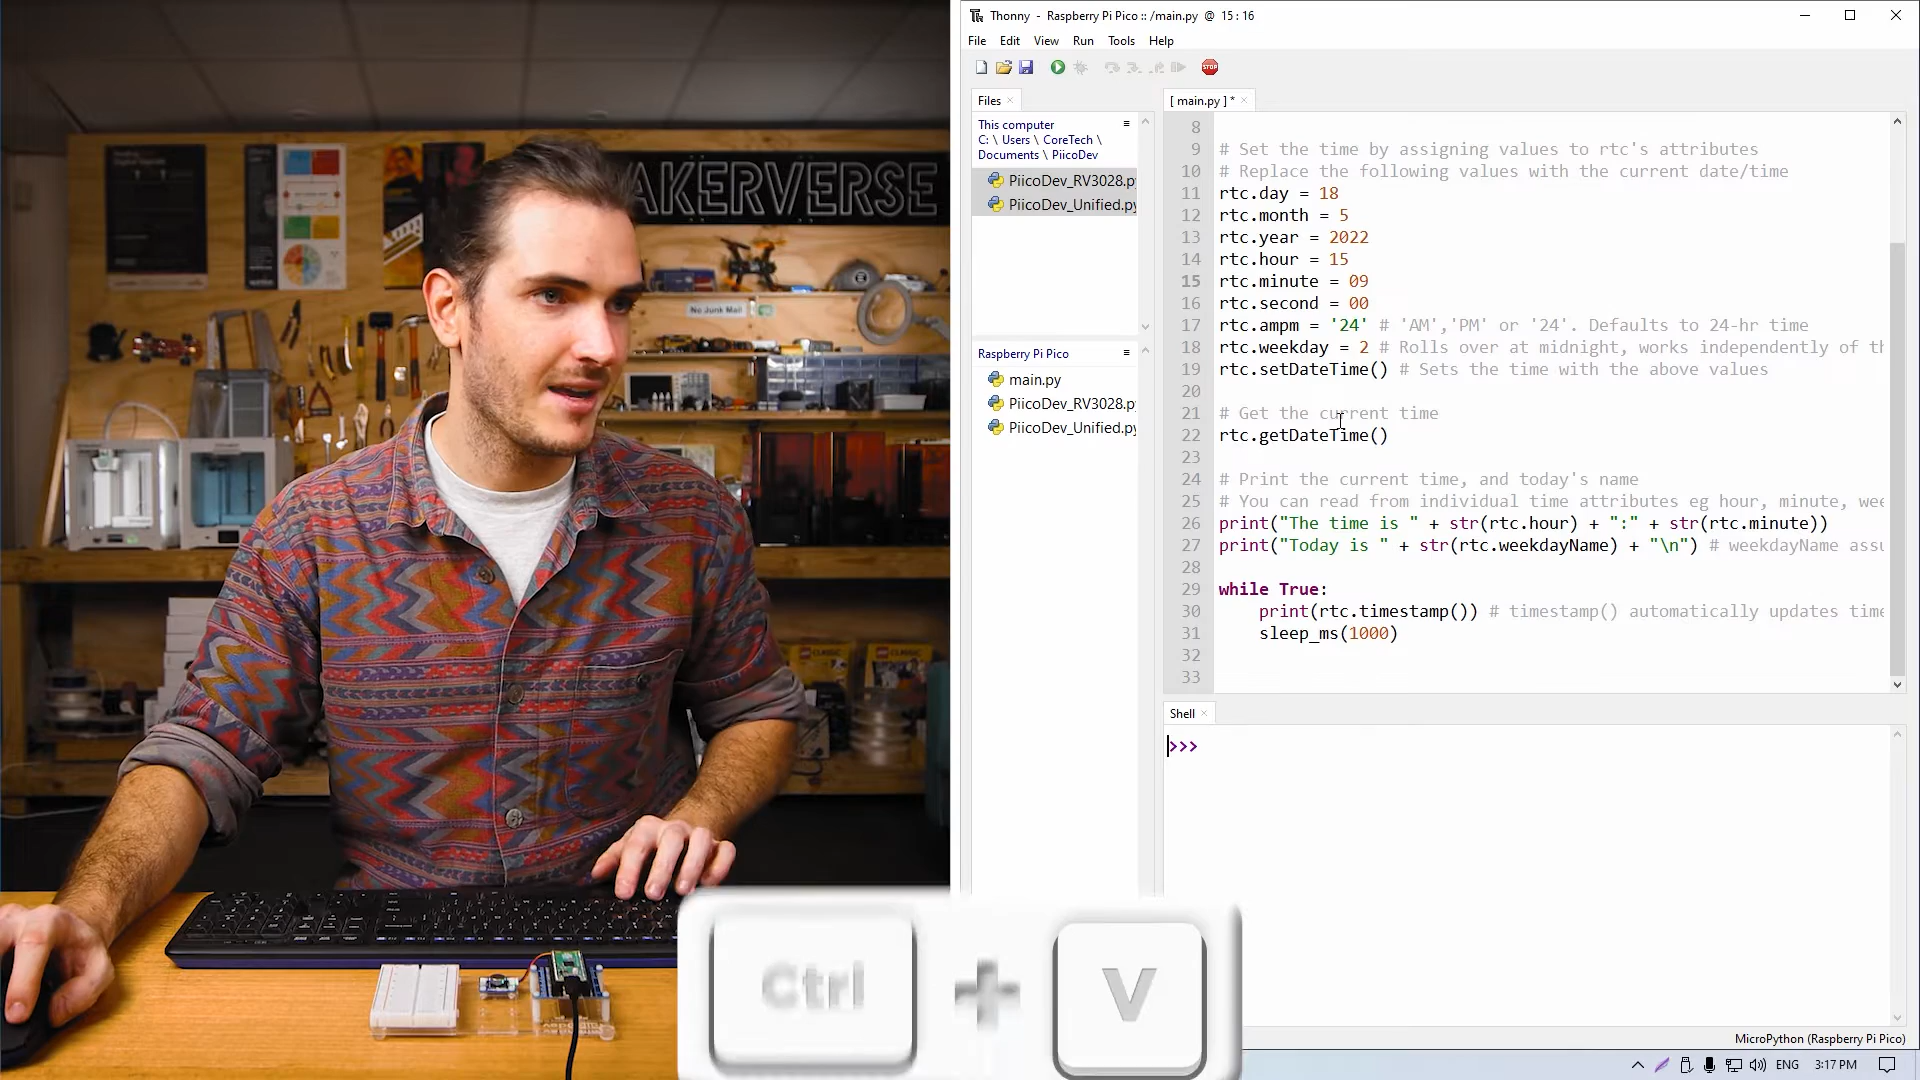 Thonny - Raspberry Pi Pico :: /main.py @ 15 : 16
File Edit View Run Tools Help
STOP
Files
[ main.py ] *
This computer
C: \ Users \ CoreTech \
Documents \ PiicoDev
PiicoDev_RV3028.py
PiicoDev_Unified.py
Raspberry Pi Pico
main.py
PiicoDev_RV3028.py
PiicoDev_Unified.py
8
9 # Set the time by assigning values to rtc's attributes
10 # Replace the following values with the current date/time
11 rtc.day = 18
12 rtc.month = 5
13 rtc.year = 2022
14 rtc.hour = 15
15 rtc.minute = 09
16 rtc.second = 00
17 rtc.ampm = '24' # 'AM','PM' or '24'. Defaults to 24-hr time
18 rtc.weekday = 2 # Rolls over at midnight, works independently of th
19 rtc.setDateTime() # Sets the time with the above values
20
21 # Get the current time
22 rtc.getDateTime()
23
24 # Print the current time, and today's name
25 # You can read from individual time attributes eg hour, minute, wee
26 print("The time is " + str(rtc.hour) + ":" + str(rtc.minute))
27 print("Today is " + str(rtc.weekdayName) + "\n") # weekdayName assu
28
29 while True:
30 print(rtc.timestamp()) # timestamp() automatically updates time
31 sleep_ms(1000)
32
33
Shell
>>>
MicroPython (Raspberry Pi Pico)
ENG 3:17 PM
AKERVERSE
No Junk Mail
CLASSIC
Ctrl + V